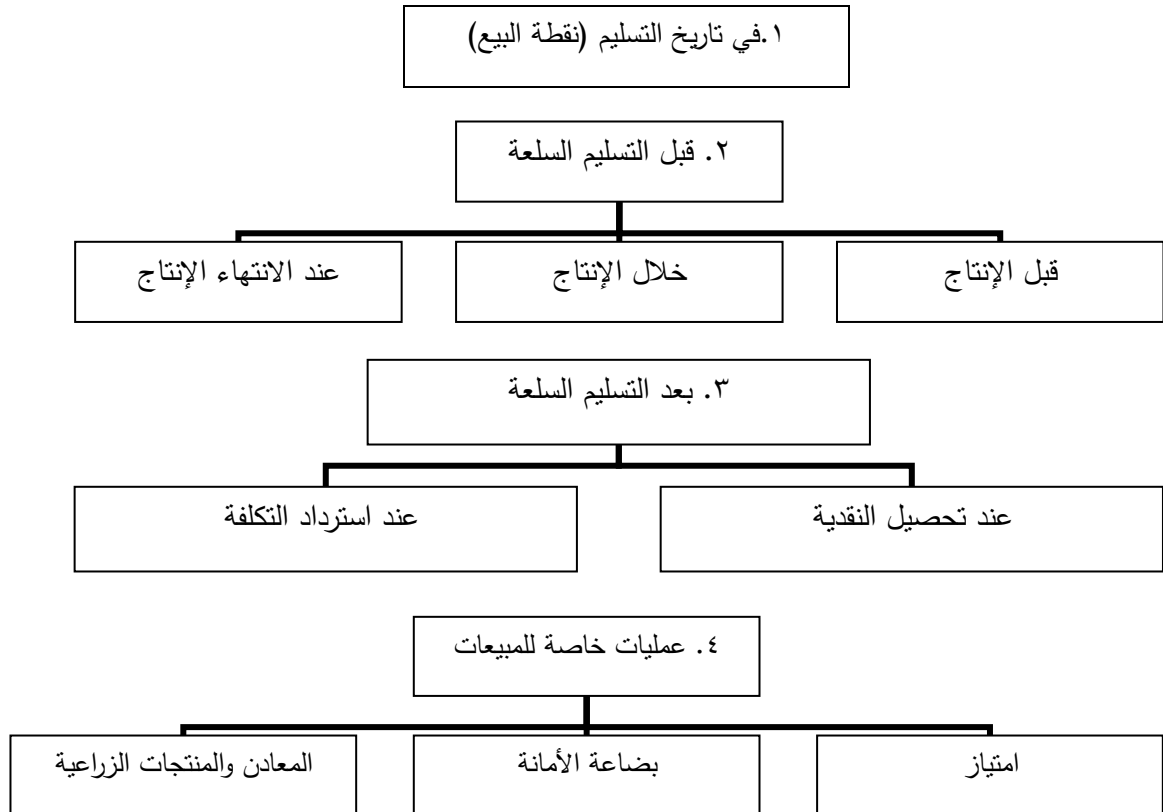 ١.في تاريخ التسليم (نقطة البيع)
٢. قبل التسليم السلعة
قبل الإنتاج
خلال الإنتاج
عند الانتهاء الإنتاج
٣. بعد التسليم السلعة
عند تحصيل النقدية
عند استرداد التكلفة
٤. عمليات خاصة للمبيعات
امتياز
بضاعة الأمانة
المعادن والمنتجات الزراعية